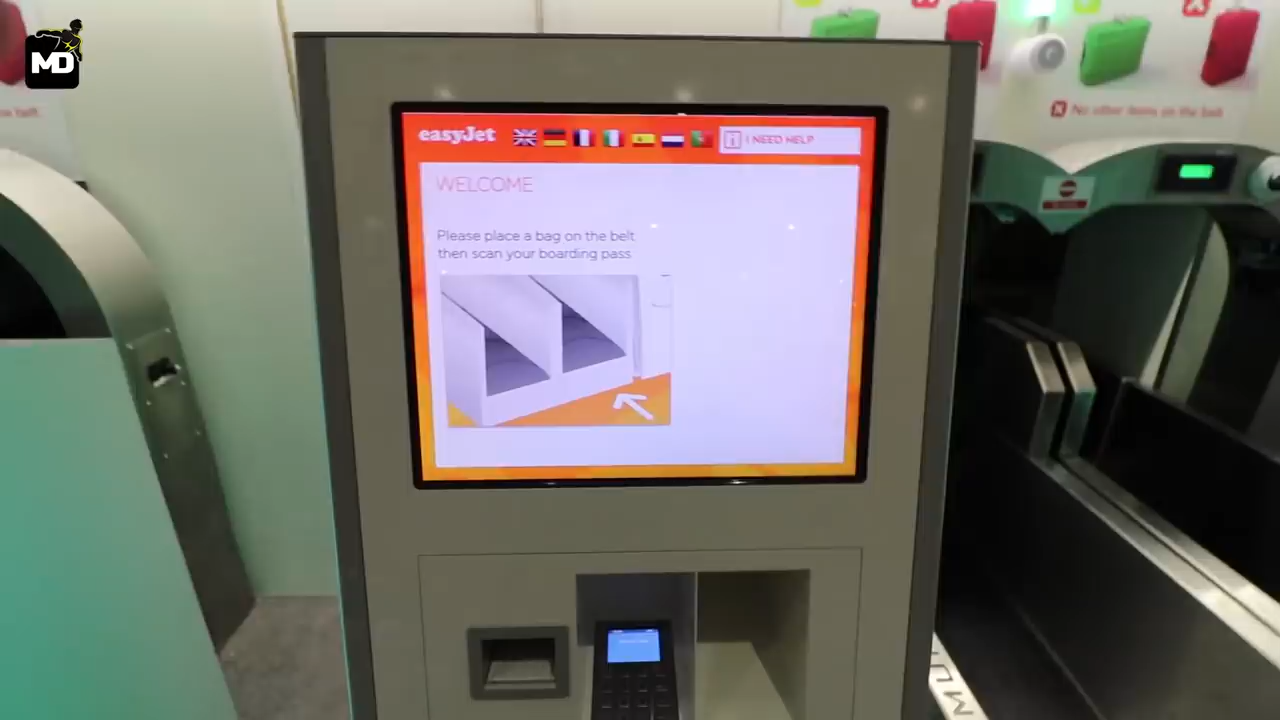 MD
No other items on the belt
easyJet
i I NEED HELP
WELCOME
Please place a bag on the belt
then scan your boarding pass